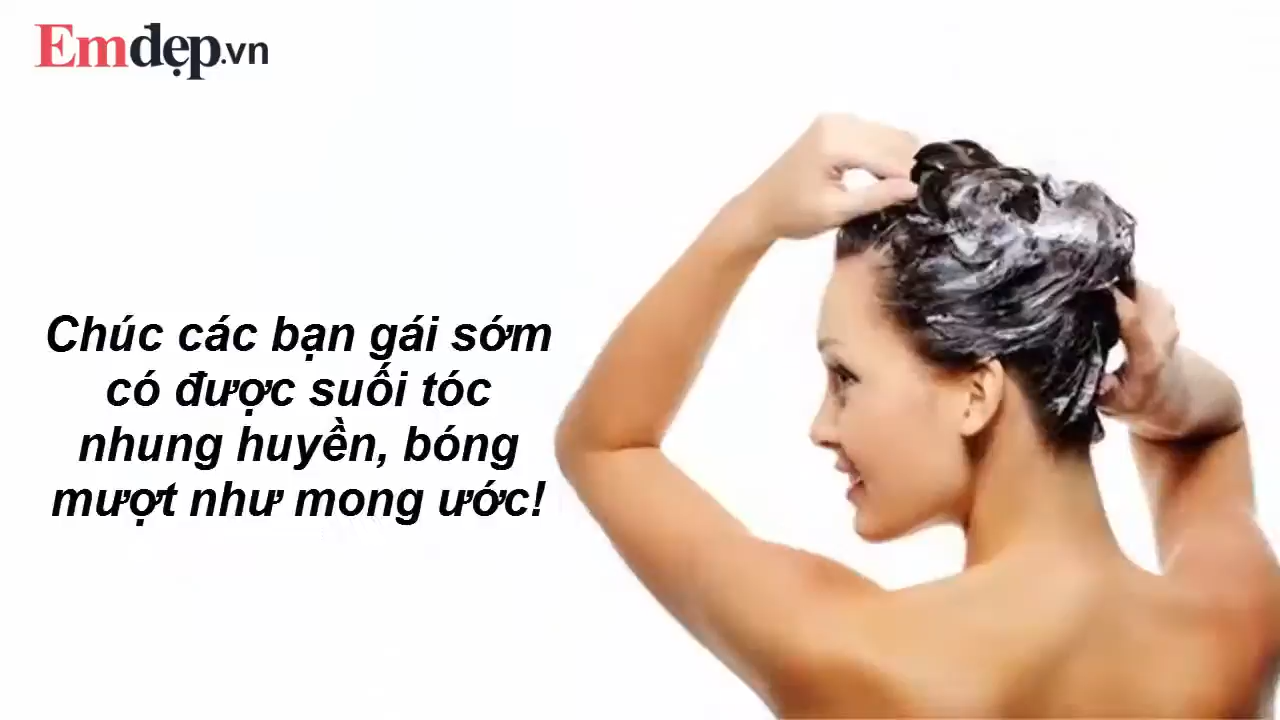 Emdẹp.vn
Chúc các bạn gái sớm
có được suối tóc
nhung huyền, bóng
mượt như mong ước!